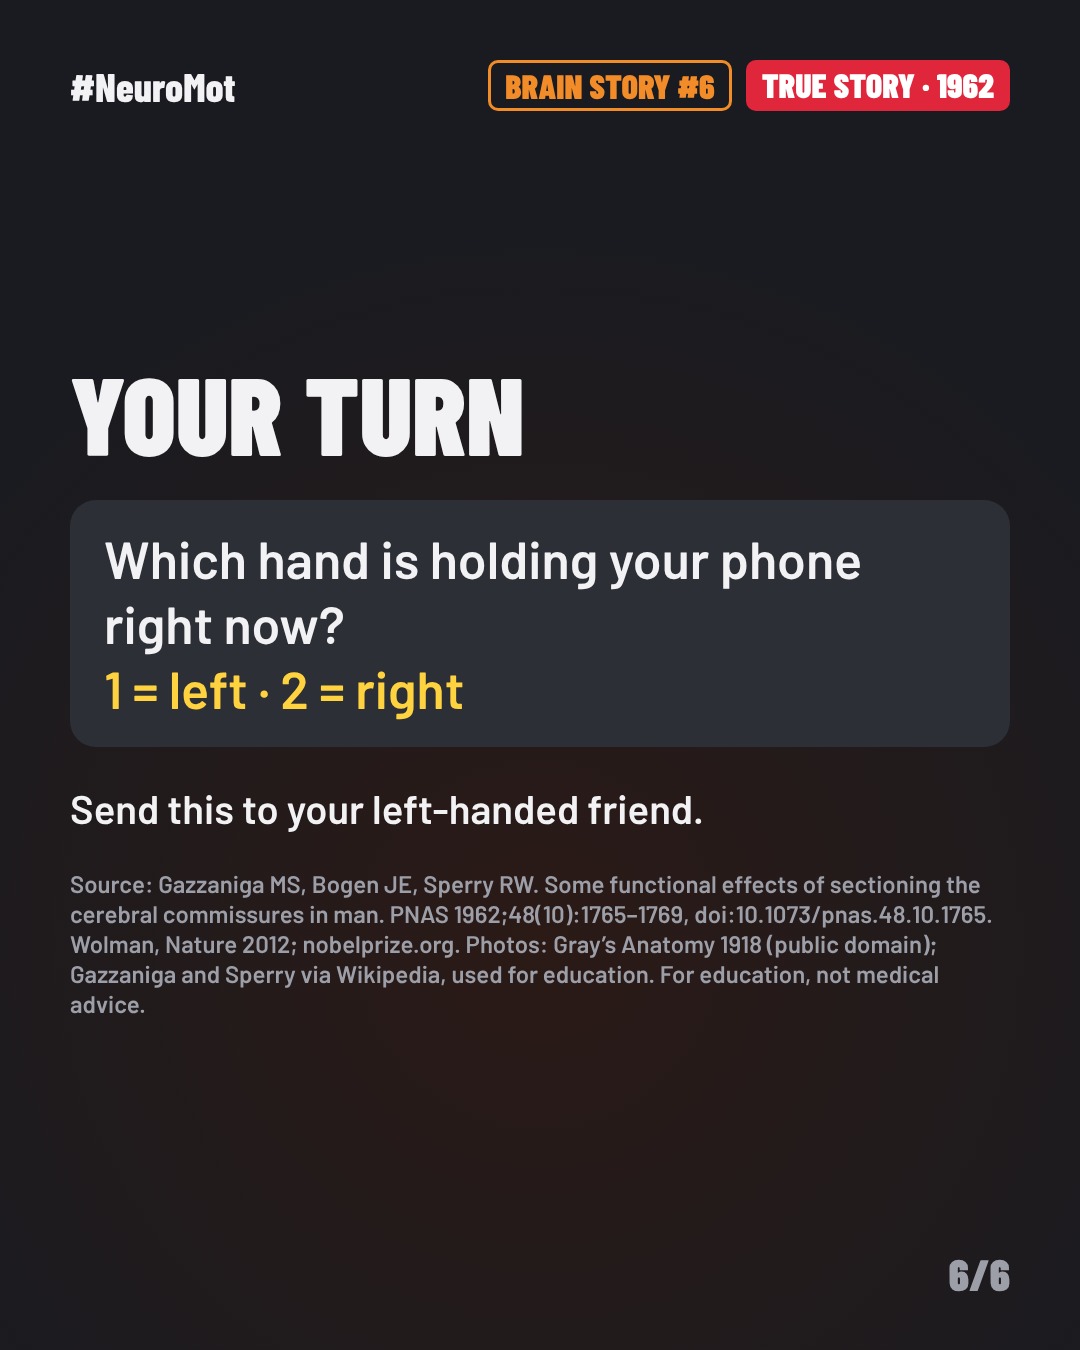 #NeuroMot
BRAIN STORY #6
TRUE STORY · 1962
YOUR TURN
Which hand is holding your phone
right now?
1 = left · 2 = right
Send this to your left-handed friend.
Source: Gazzaniga MS, Bogen JE, Sperry RW. Some functional effects of sectioning the
cerebral commissures in man. PNAS 1962;48(10):1765–1769, doi:10.1073/pnas.48.10.1765.
Wolman, Nature 2012; nobelprize.org. Photos: Gray’s Anatomy 1918 (public domain);
Gazzaniga and Sperry via Wikipedia, used for education. For education, not medical
advice.
6/6